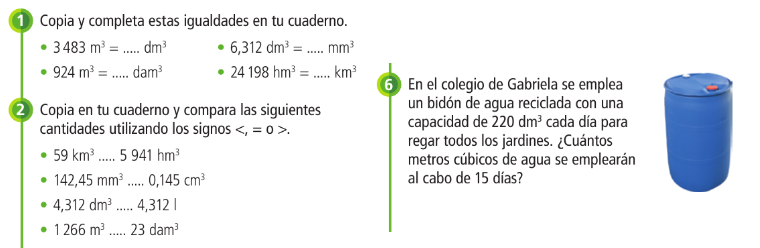 1 Copia y completa estas igualdades en tu cuaderno.
• 3 483 m³ = ..... dm³ • 6,312 dm³ = ..... mm³
• 924 m³ = ..... dam³ • 24 198 hm³ = ..... km³
2 Copia en tu cuaderno y compara las siguientes
cantidades utilizando los signos <, = o >.
• 59 km³ ..... 5 941 hm³
• 142,45 mm³ ..... 0,145 cm³
• 4,312 dm³ ..... 4,312 l
• 1 266 m³ ..... 23 dam³
6 En el colegio de Gabriela se emplea
un bidón de agua reciclada con una
capacidad de 220 dm³ cada día para
regar todos los jardines. ¿Cuántos
metros cúbicos de agua se emplearán
al cabo de 15 días?